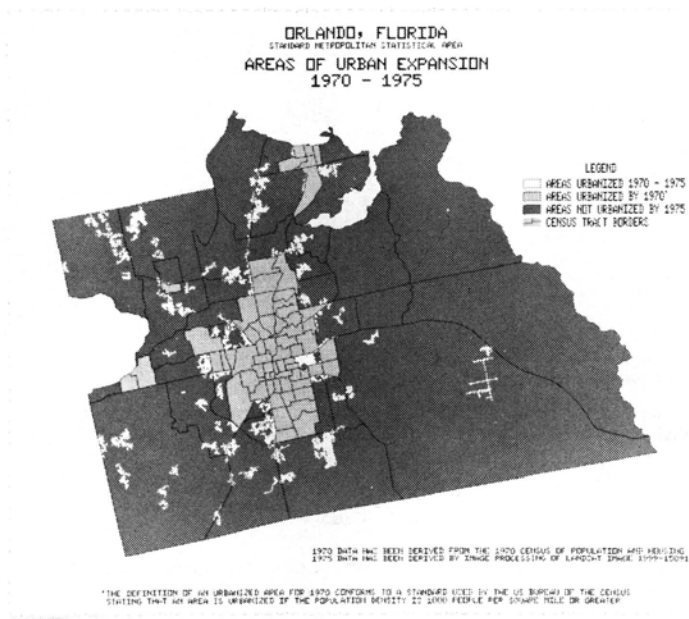 ORLANDO, FLORIDA
STANDARD METROPOLITAN STATISTICAL AREA
AREAS OF URBAN EXPANSION
1970 - 1975
LEGEND
AREAS URBANIZED 1970 - 1975
AREAS URBANIZED BY 1970*
AREAS NOT URBANIZED BY 1975
CENSUS TRACT BORDERS
1970 DATA HAS BEEN DERIVED FROM THE 1970 CENSUS OF POPULATION AND HOUSING
1975 DATA HAS BEEN DERIVED BY IMAGE PROCESSING OF LANDSAT IMAGE
*THE DEFINITION OF AN URBANIZED AREA FOR 1970 CONFORMS TO A STANDARD USED BY THE US BUREAU OF THE CENSUS
STATING THAT AN AREA IS URBANIZED IF THE POPULATION DENSITY IS 1000 PEOPLE PER SQUARE MILE OR GREATER